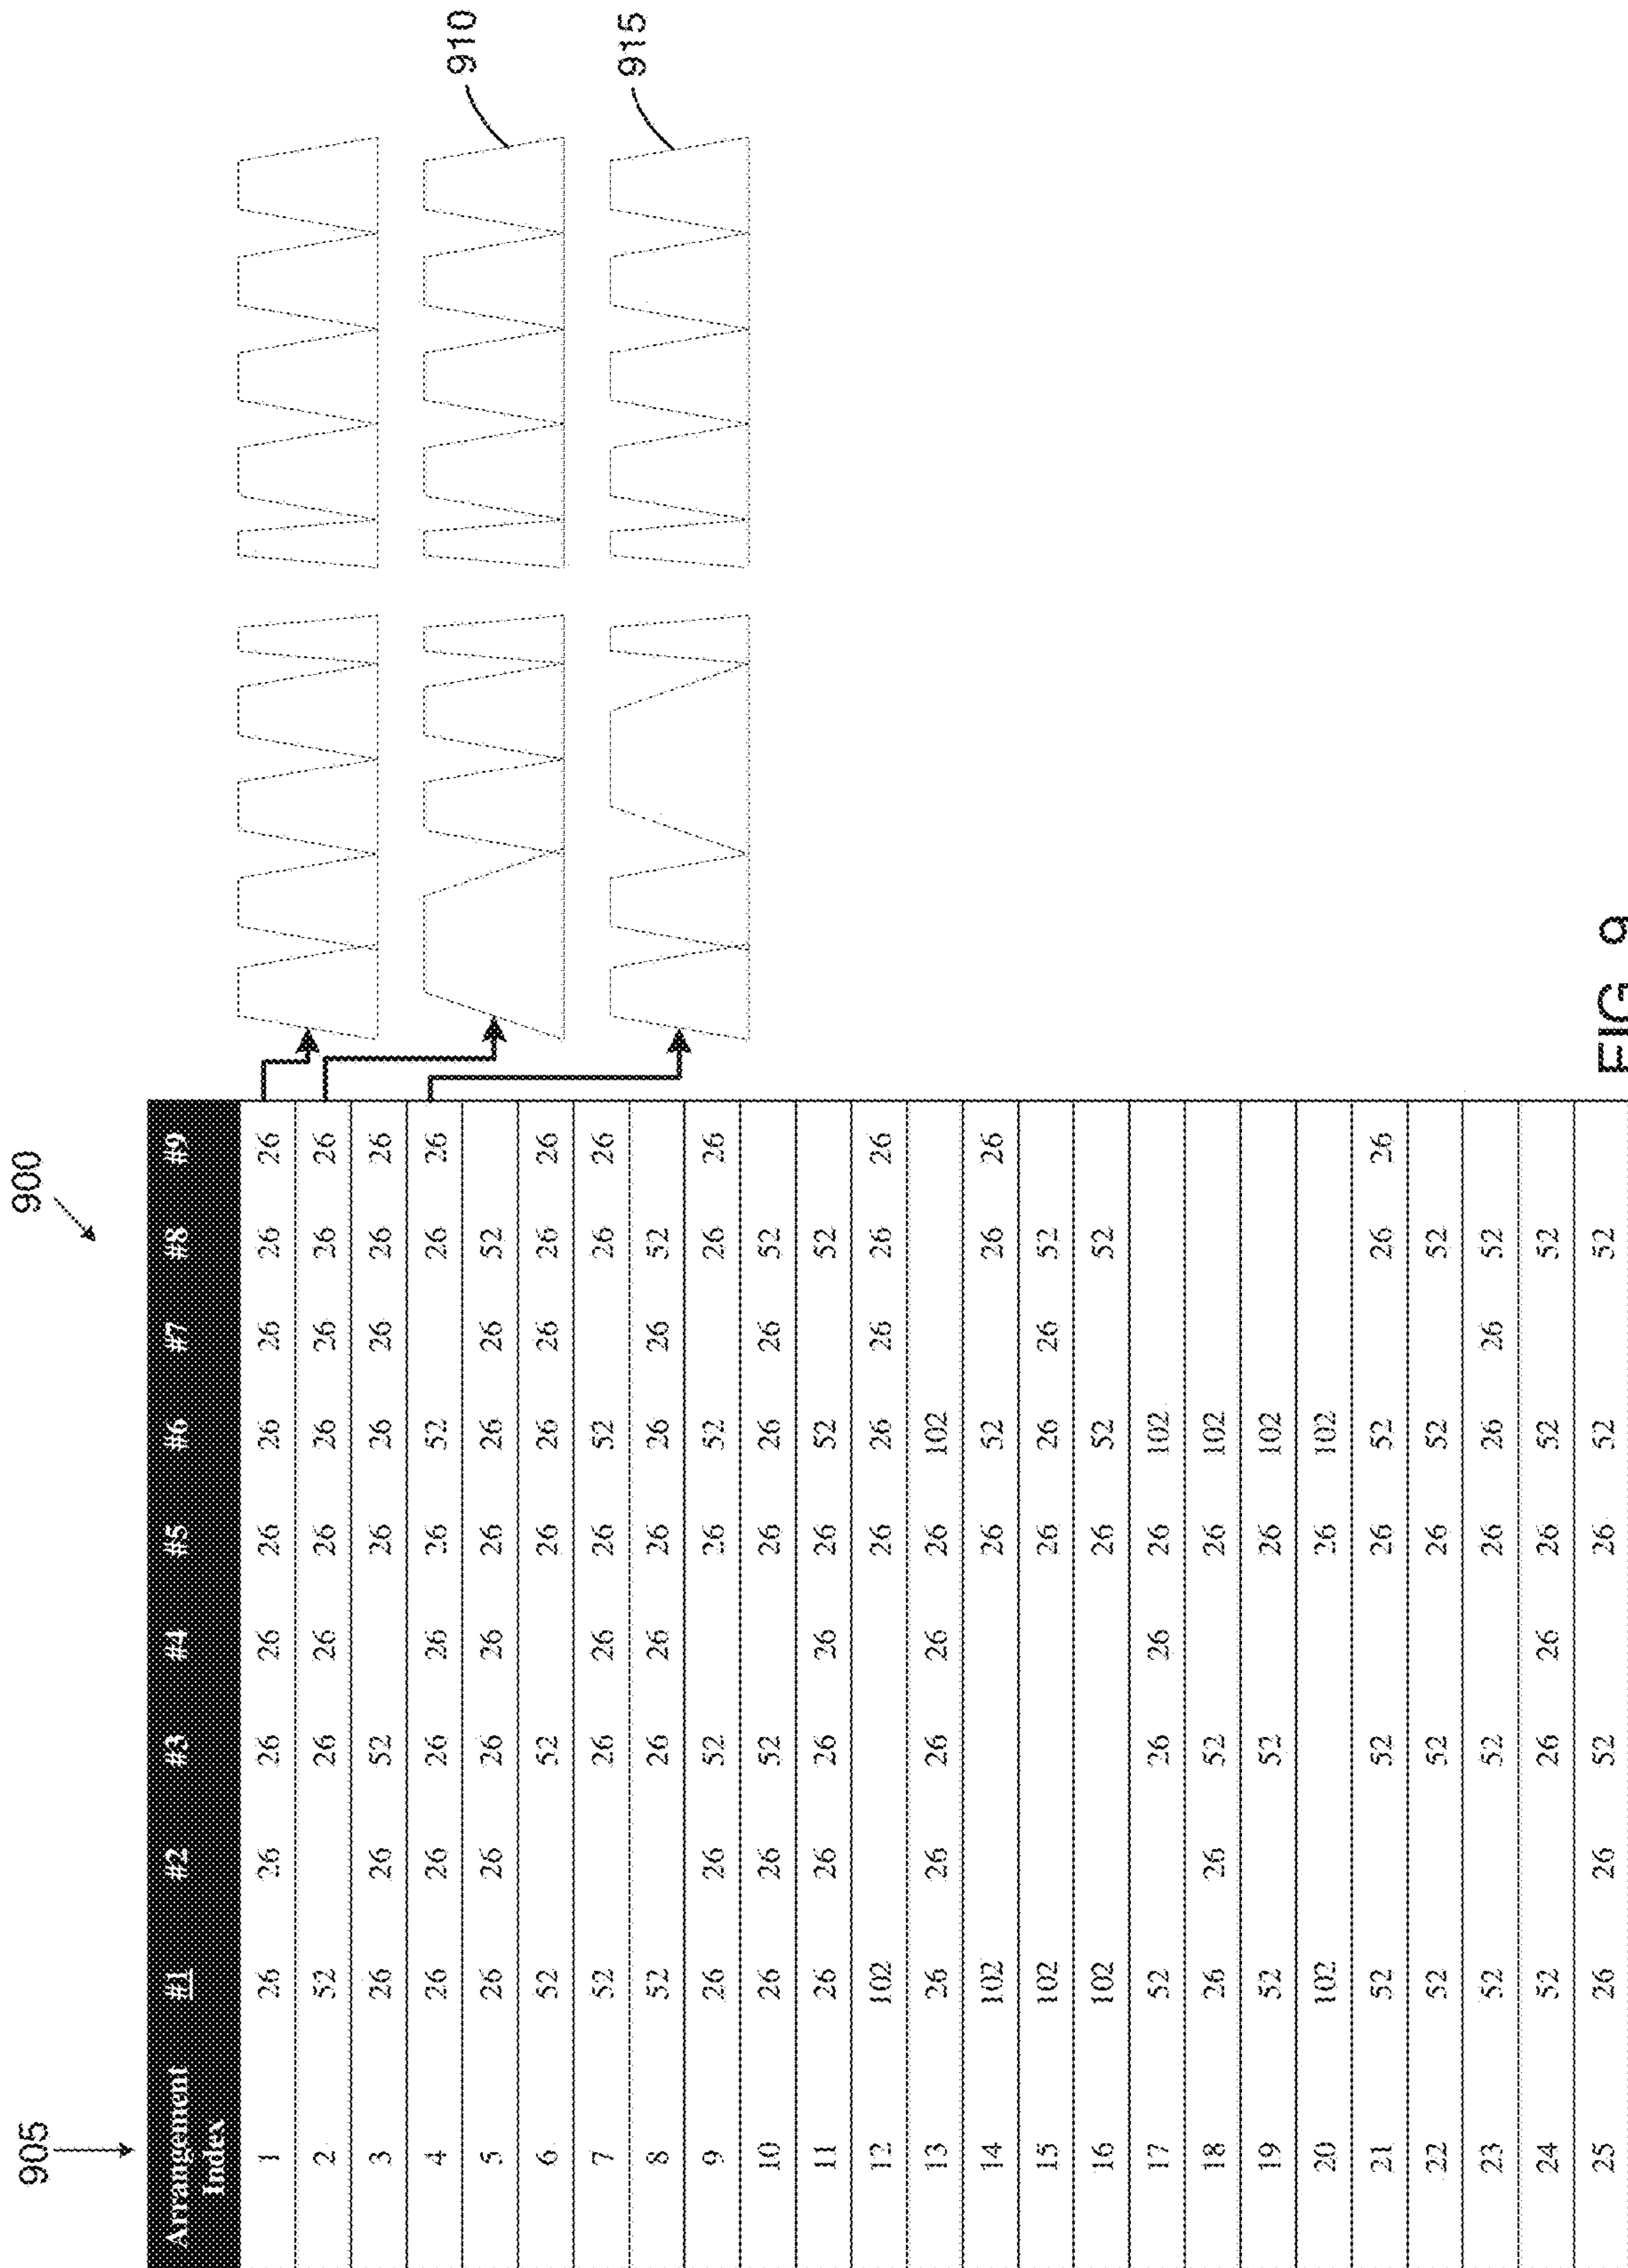 900
905
Arrangement Index #1 #2 #3 #4 #5 #6 #7 #8 #9
1 26 26 26 26 26 26 26 26 26
2 52 26 26 26 26 26 26 26
3 26 26 52 26 26 26 26 26
4 26 26 26 26 26 52 26 26
5 26 26 26 26 26 26 26 52
6 52 52 26 26 26 26 26
7 52 26 26 26 52 26 26
8 52 26 26 26 26 26 52
9 26 26 52 26 52 26 26
10 26 26 52 26 26 26 52
11 26 26 26 26 26 52 52
12 102 26 26 26 26 26
13 26 26 26 26 26 102
14 102 26 52 26 26
15 102 26 26 26 52
16 102 26 52 52
17 52 26 26 26 102
18 26 26 52 26 102
19 52 52 26 102
20 102 26 102
21 52 52 26 52 26 26
22 52 52 26 52 52
23 52 52 26 26 26 52
24 52 26 26 26 52 52
25 26 26 52 26 52 52
910
915
FIG. 9